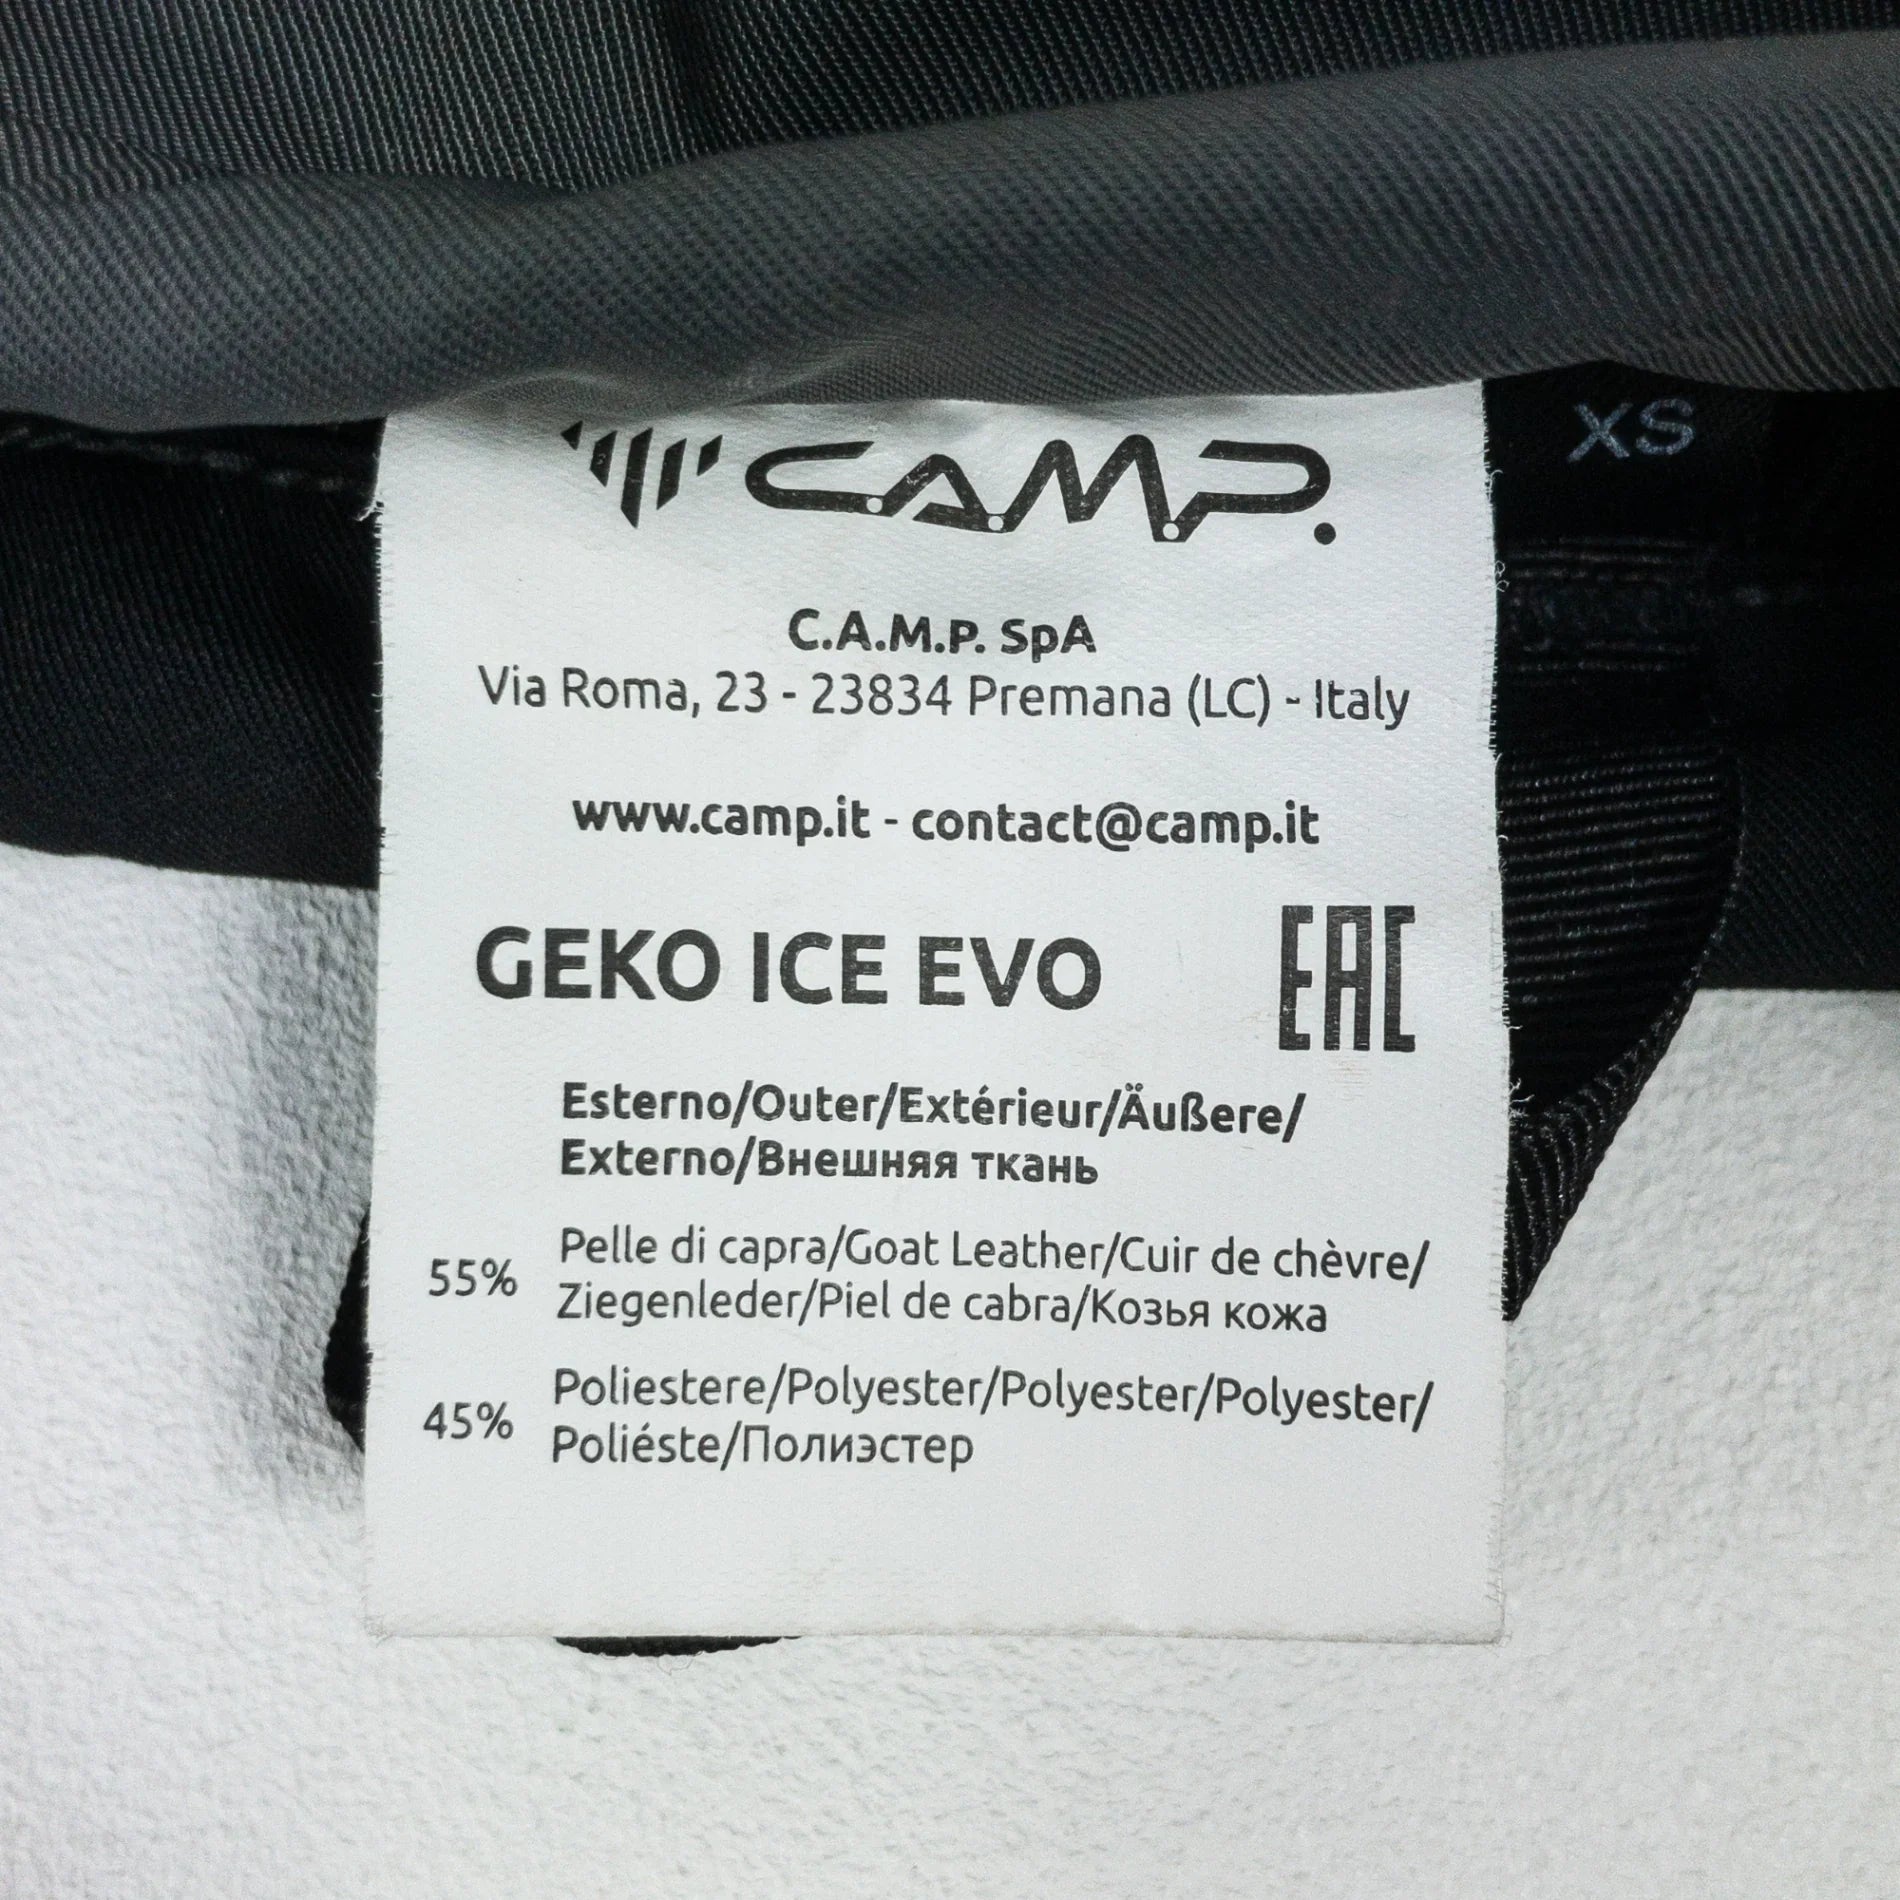 C.A.M.P.
XS
C.A.M.P. SpA
Via Roma, 23 - 23834 Premana (LC) - Italy
www.camp.it - contact@camp.it
GEKO ICE EVO
EAC
Esterno/Outer/Extérieur/Äußere/
Externo/Внешняя ткань
55% Pelle di capra/Goat Leather/Cuir de chèvre/
Ziegenleder/Piel de cabra/Козья кожа
45% Poliestere/Polyester/Polyester/Polyester/
Poliéste/Полиэстер